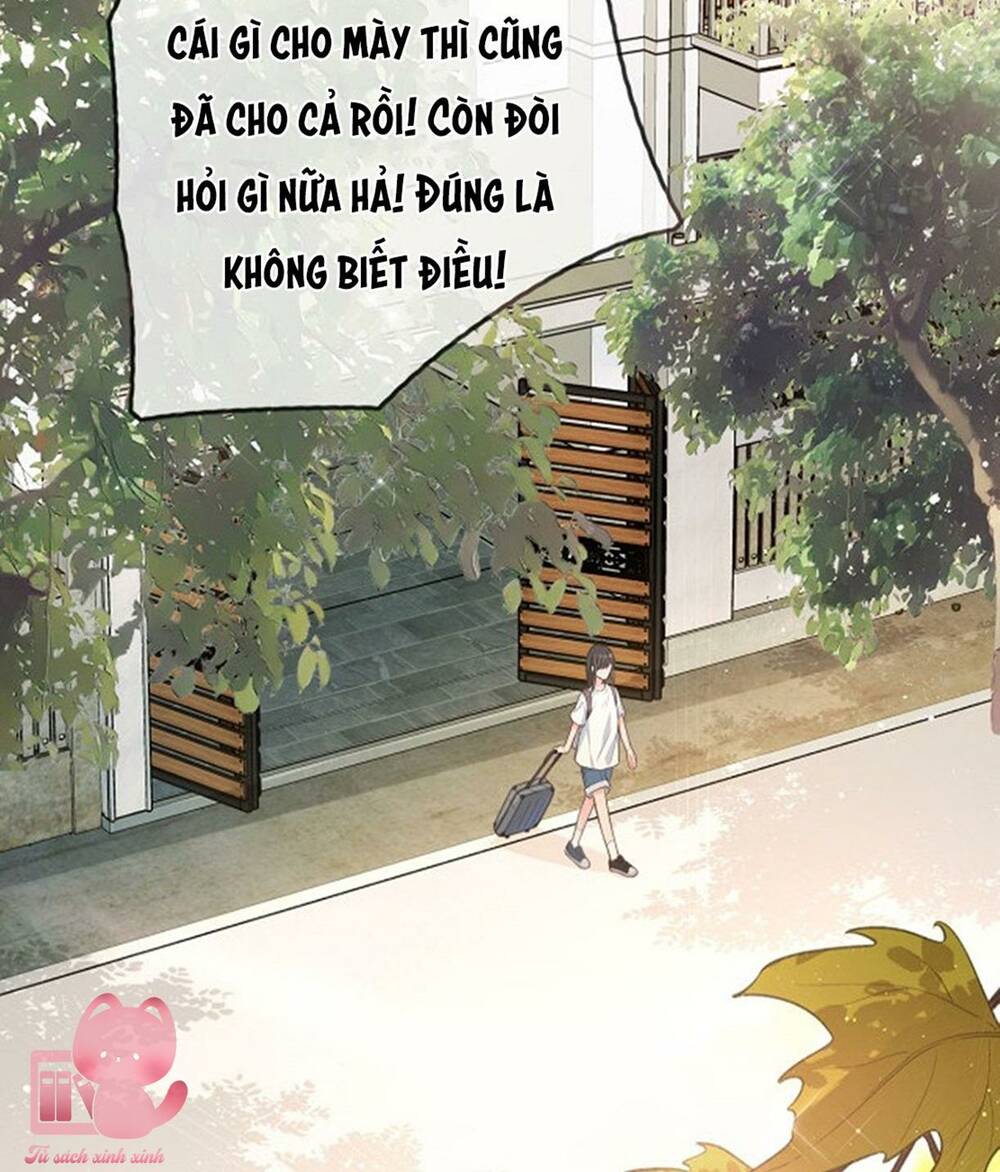 CÁI GÌ CHO MÀY THÌ CŨNG
ĐÃ CHO CẢ RỒI! CÒN ĐÒI
HỎI GÌ NỮA HẢ! ĐÚNG LÀ
KHÔNG BIẾT ĐIỀU!
Tủ sách xinh xinh